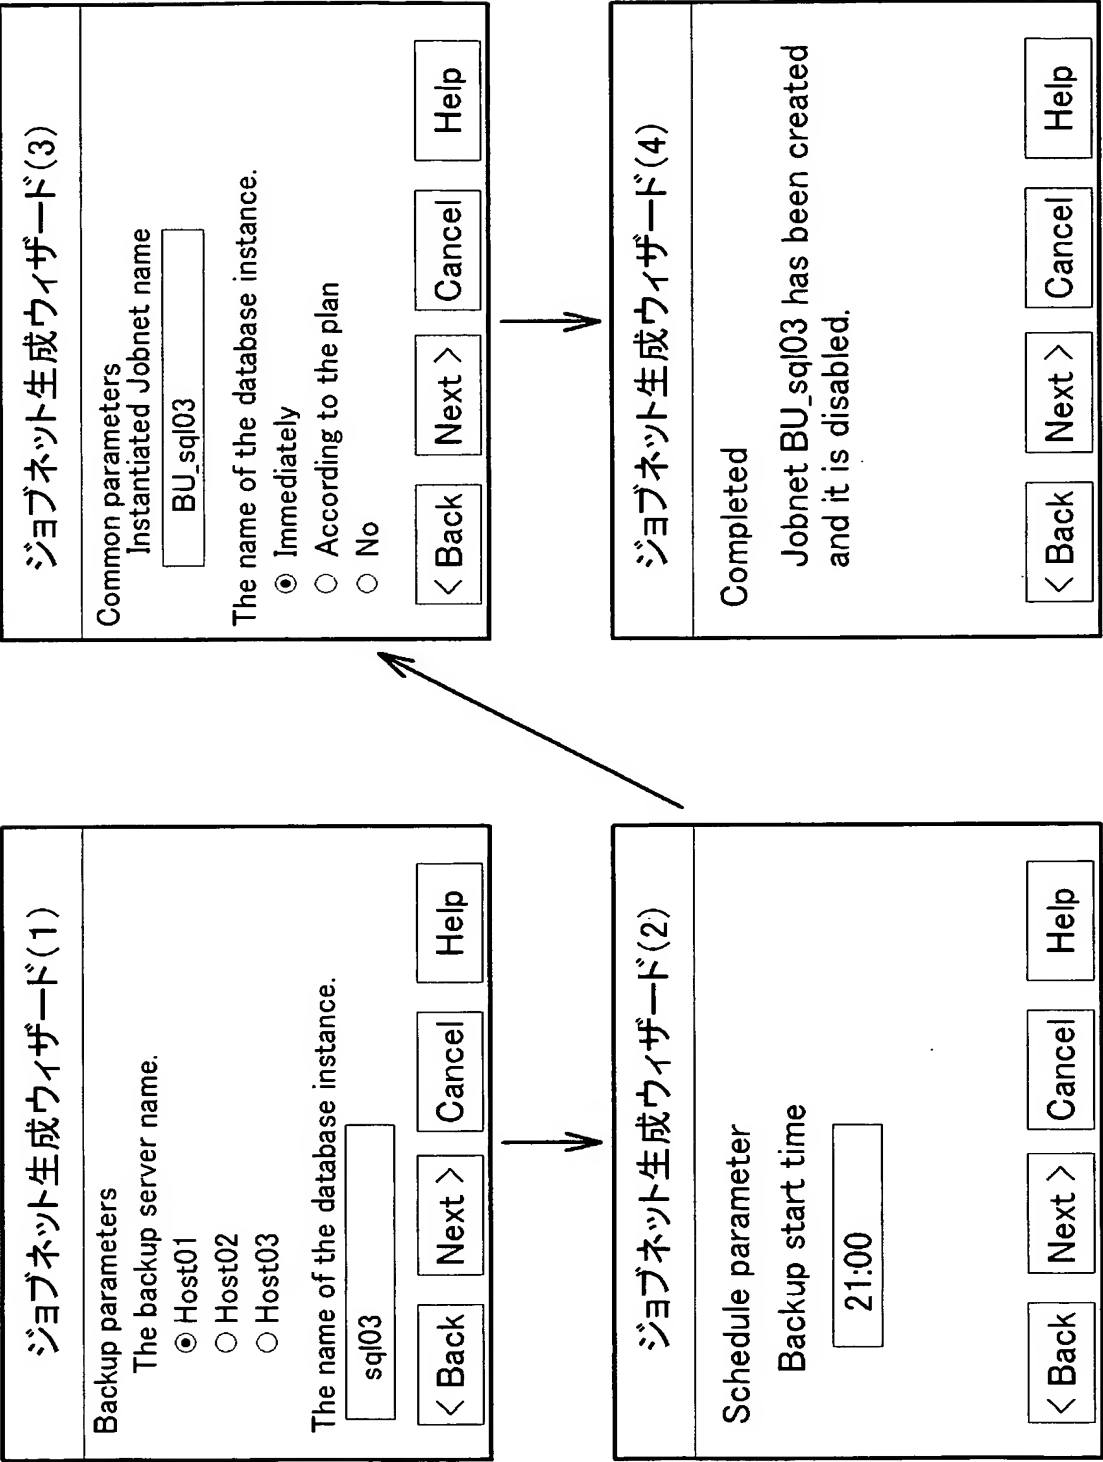 ジョブネット生成ウィザード(1)
Backup parameters
The backup server name.
Host01
Host02
Host03
The name of the database instance.
sql03
< Back
Next >
Cancel
Help
ジョブネット生成ウィザード(2)
Schedule parameter
Backup start time
21:00
< Back
Next >
Cancel
Help
ジョブネット生成ウィザード(3)
Common parameters
Instantiated Jobnet name
BU_sql03
The name of the database instance.
Immediately
According to the plan
No
< Back
Next >
Cancel
Help
ジョブネット生成ウィザード(4)
Completed
Jobnet BU_sql03 has been created
and it is disabled.
< Back
Next >
Cancel
Help